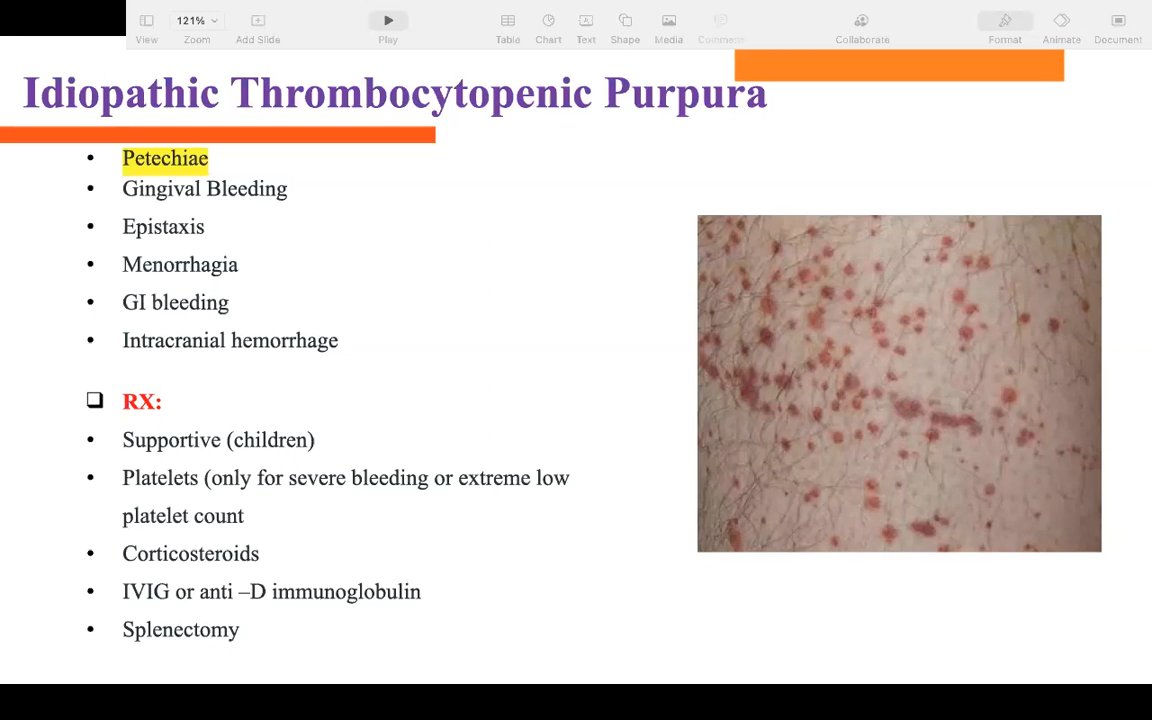 121%
View
Zoom
Add Slide
Play
Table
Chart
Text
Shape
Media
Comment
Collaborate
Format
Animate
Document
Idiopathic Thrombocytopenic Purpura
• Petechiae
• Gingival Bleeding
• Epistaxis
• Menorrhagia
• GI bleeding
• Intracranial hemorrhage
❑ RX:
• Supportive (children)
• Platelets (only for severe bleeding or extreme low
platelet count
• Corticosteroids
• IVIG or anti –D immunoglobulin
• Splenectomy